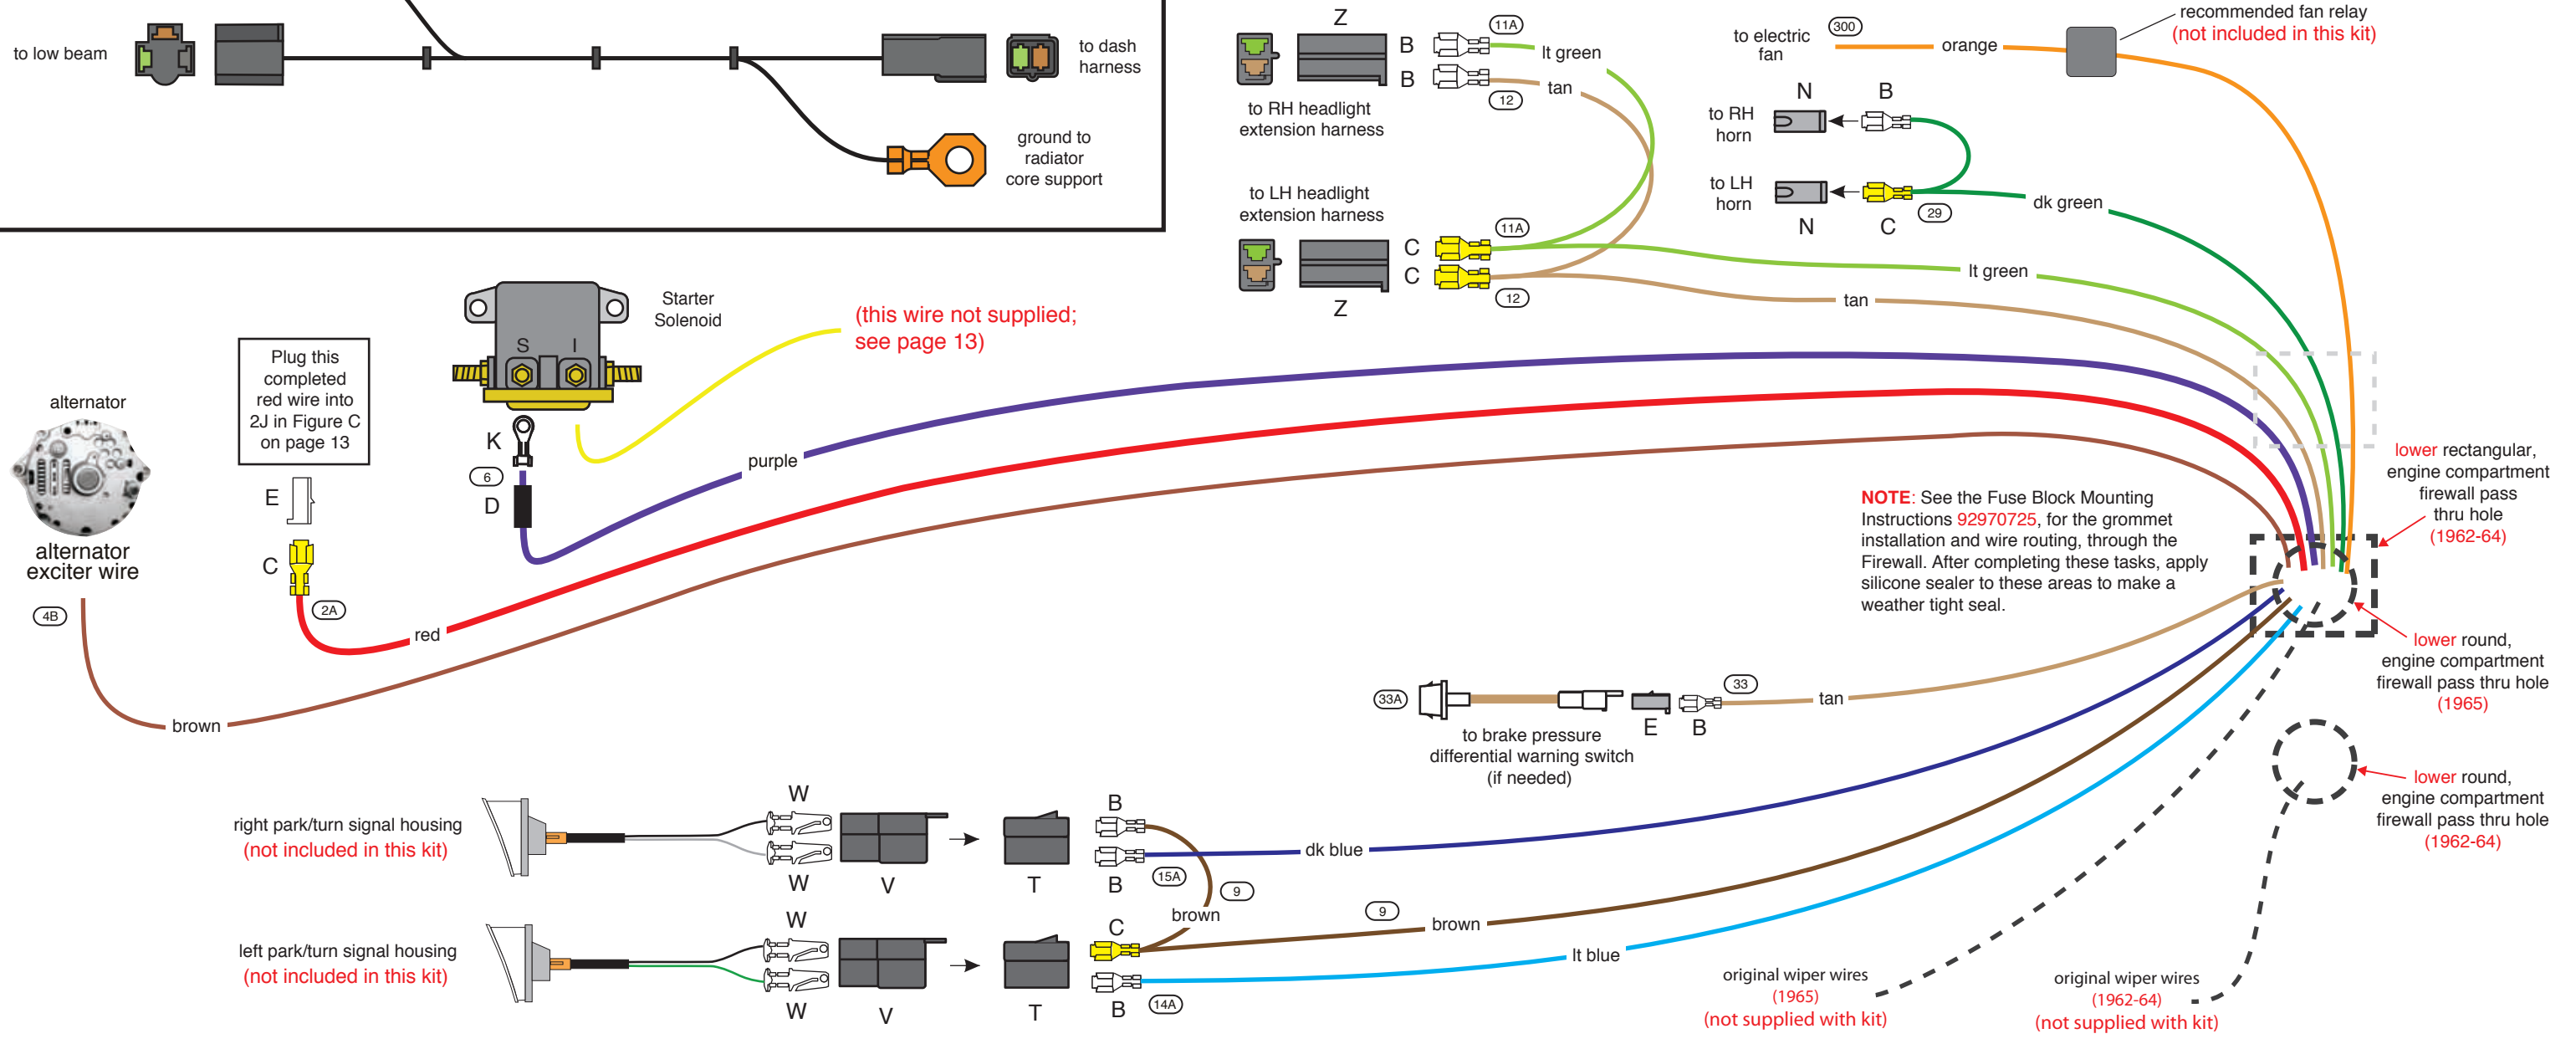 to low beam
to dash
harness
ground to
radiator
core support
Z
B
B
11A
lt green
tan
12
to RH headlight
extension harness
to LH headlight
extension harness
11A
C
C
12
Z
lt green
tan
to electric
fan
300
orange
recommended fan relay
(not included in this kit)
N
B
to RH
horn
to LH
horn
N
C
29
dk green
Starter
Solenoid
S
I
(this wire not supplied;
see page 13)
K
6
D
purple
Plug this
completed
red wire into
2J in Figure C
on page 13
E
C
2A
red
alternator
alternator
exciter wire
4B
brown
NOTE: See the Fuse Block Mounting
Instructions 92970725, for the grommet
installation and wire routing, through the
Firewall. After completing these tasks, apply
silicone sealer to these areas to make a
weather tight seal.
lower rectangular,
engine compartment
firewall pass
thru hole
(1962-64)
lower round,
engine compartment
firewall pass thru hole
(1965)
lower round,
engine compartment
firewall pass thru hole
(1962-64)
33A
33
tan
E
B
to brake pressure
differential warning switch
(if needed)
right park/turn signal housing
(not included in this kit)
W
W
V
T
B
B
15A
dk blue
9
brown
left park/turn signal housing
(not included in this kit)
W
W
V
T
C
B
14A
9
brown
lt blue
original wiper wires
(1965)
(not supplied with kit)
original wiper wires
(1962-64)
(not supplied with kit)